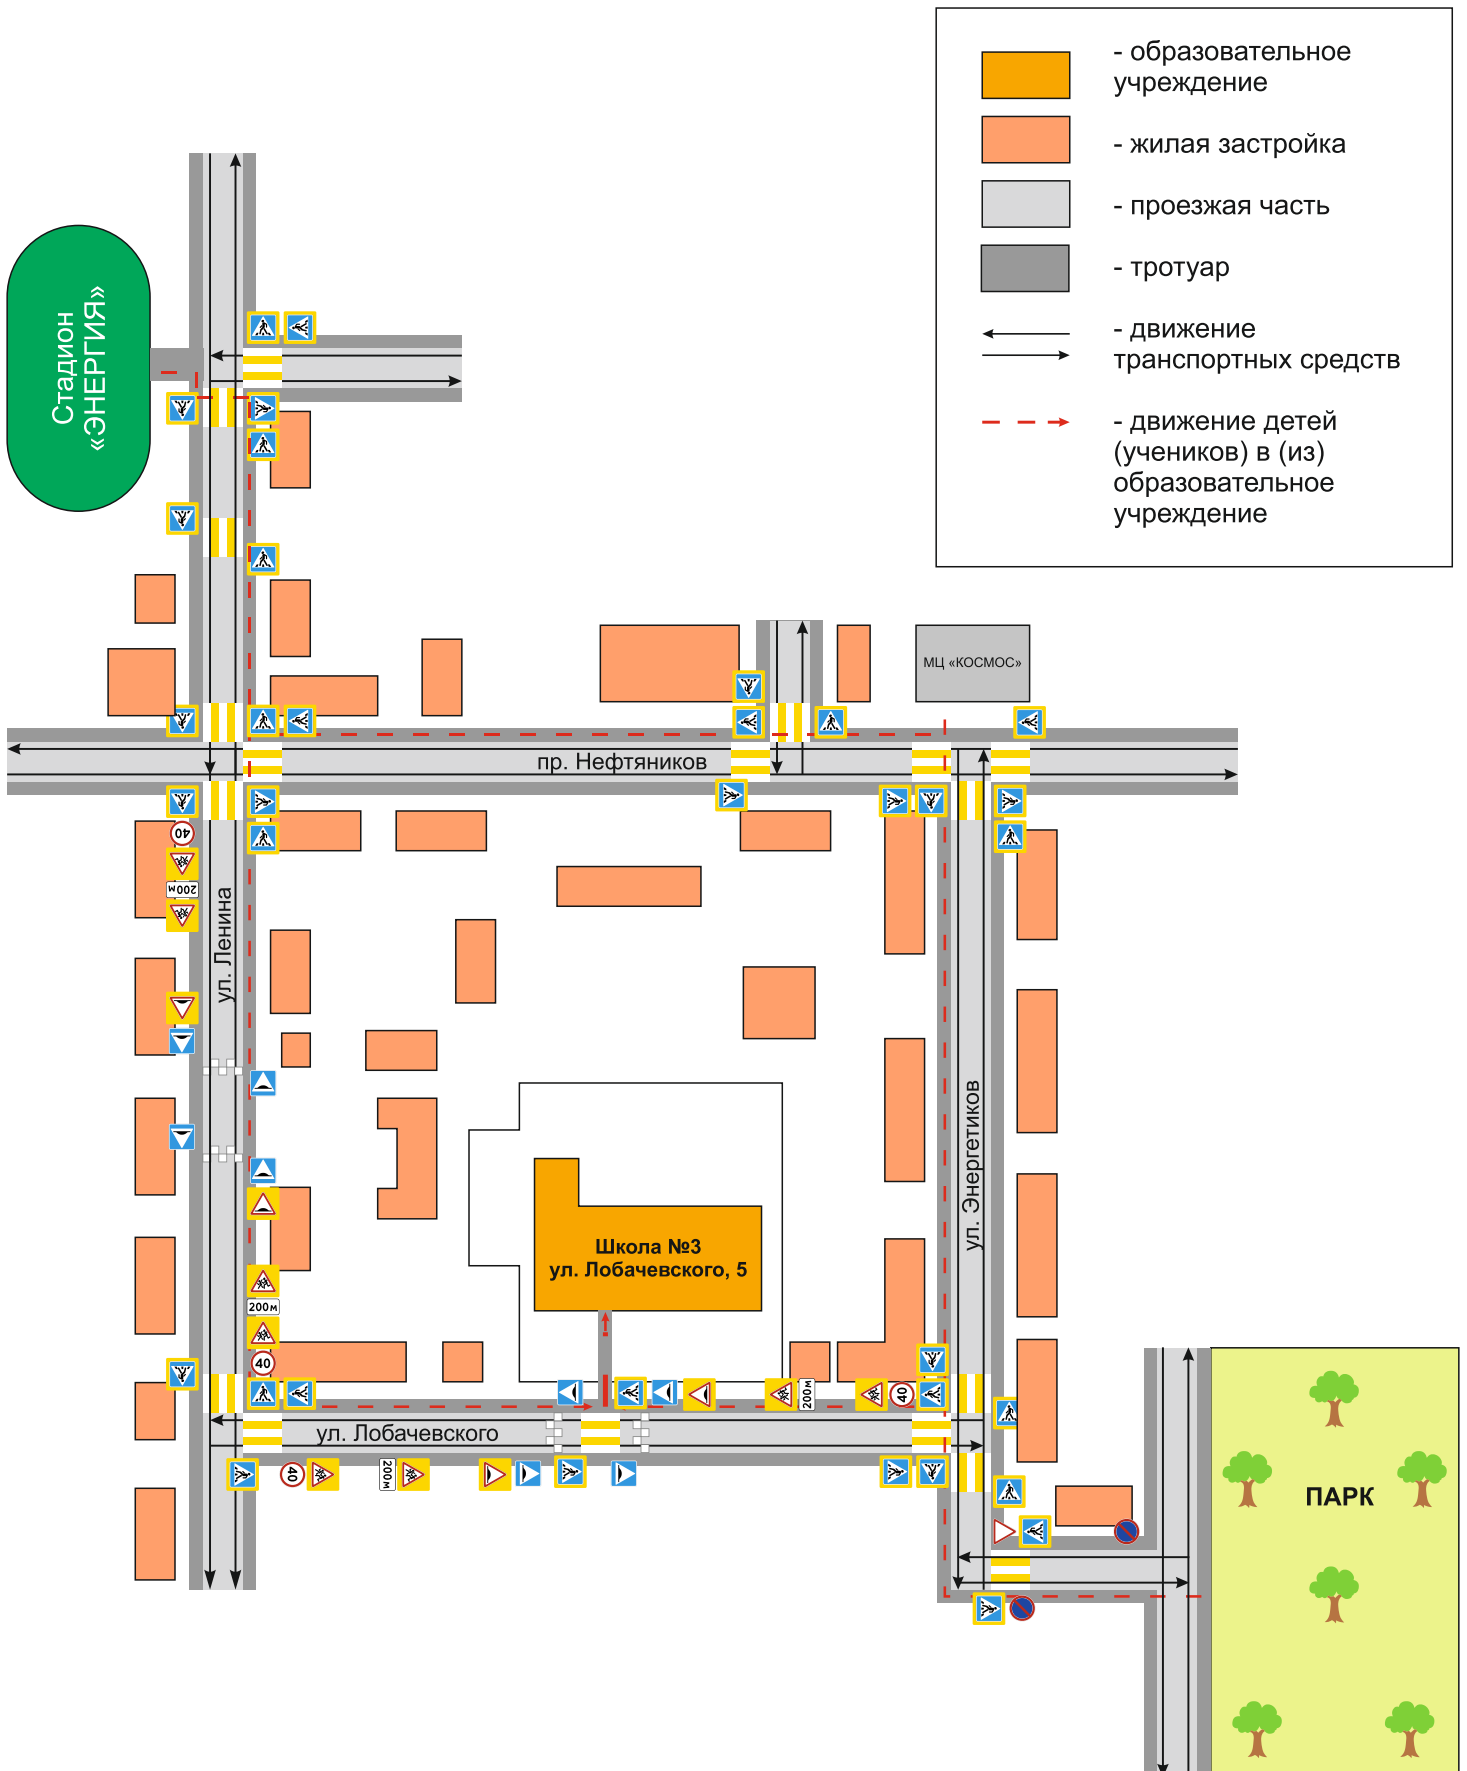 - образовательное
учреждение
- жилая застройка
- проезжая часть
- тротуар
- движение
транспортных средств
- движение детей
(учеников) в (из)
образовательное
учреждение
Стадион
«ЭНЕРГИЯ»
МЦ «КОСМОС»
пр. Нефтяников
40
200м
ул. Ленина
ул. Энергетиков
Школа №3
ул. Лобачевского, 5
200м
40
200м
40
ул. Лобачевского
40
200м
ПАРК